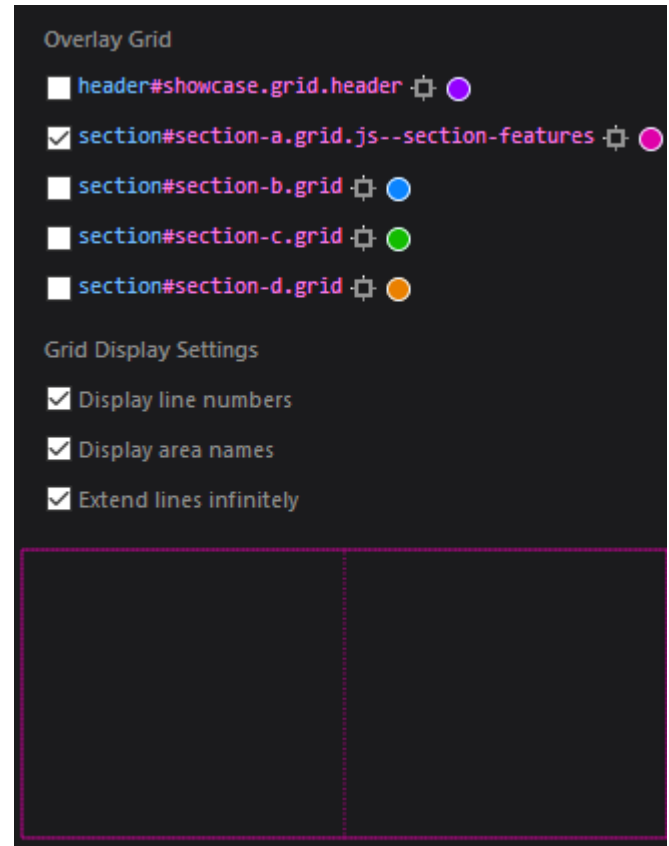 Overlay Grid
header#showcase.grid.header
section#section-a.grid.js--section-features
section#section-b.grid
section#section-c.grid
section#section-d.grid
Grid Display Settings
Display line numbers
Display area names
Extend lines infinitely